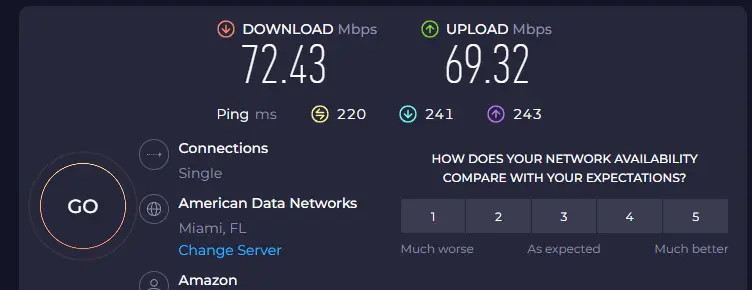 DOWNLOAD Mbps
UPLOAD Mbps
72.43
69.32
Ping ms
220
241
243
Connections
Single
American Data Networks
Miami, FL
Change Server
Amazon
GO
HOW DOES YOUR NETWORK AVAILABILITY
COMPARE WITH YOUR EXPECTATIONS?
1 2 3 4 5
Much worse As expected Much better